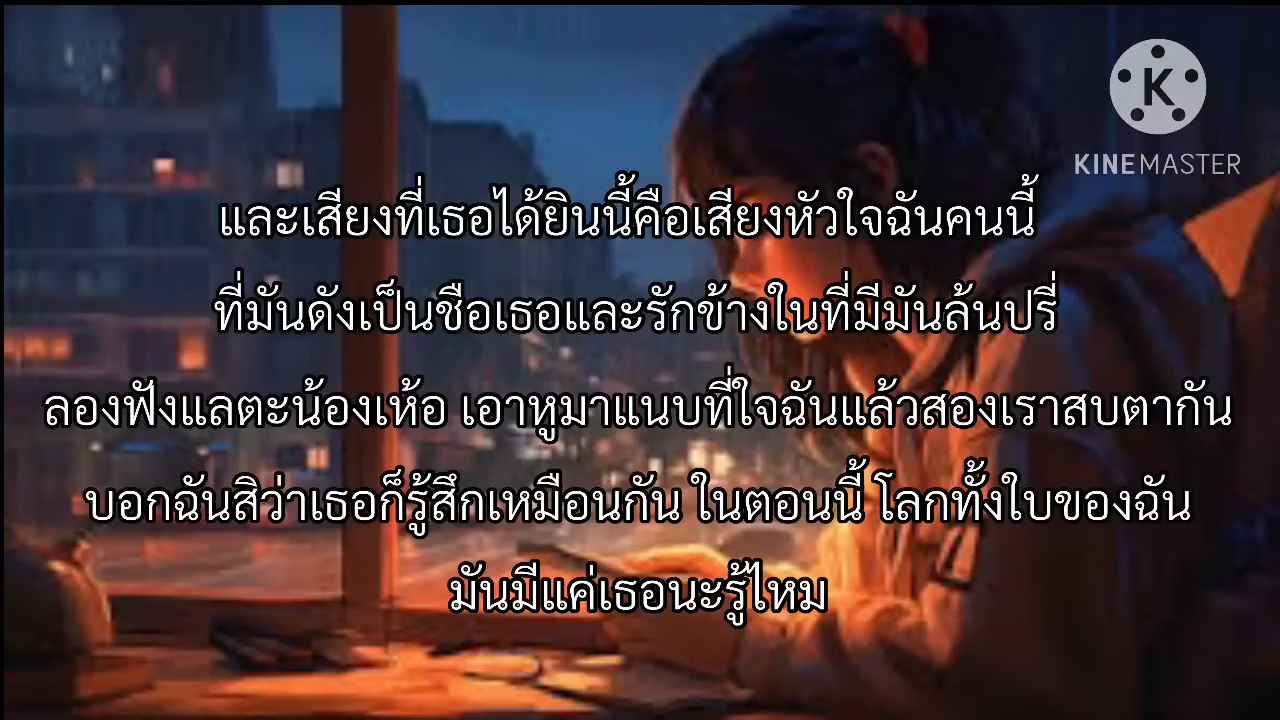 KINEMASTER
และเสียงที่เธอได้ยินนี้คือเสียงหัวใจฉันคนนี้
ที่มันดังเป็นชือเธอและรักข้างในที่มีมันล้นปรี่
ลองฟังแลตะน้องเห้อ เอาหูมาแนบที่ใจฉันแล้วสองเราสบตากัน
บอกฉันสิว่าเธอก็รู้สึกเหมือนกัน ในตอนนี้ โลกทั้งใบของฉัน
มันมีแค่เธอนะรู้ไหม